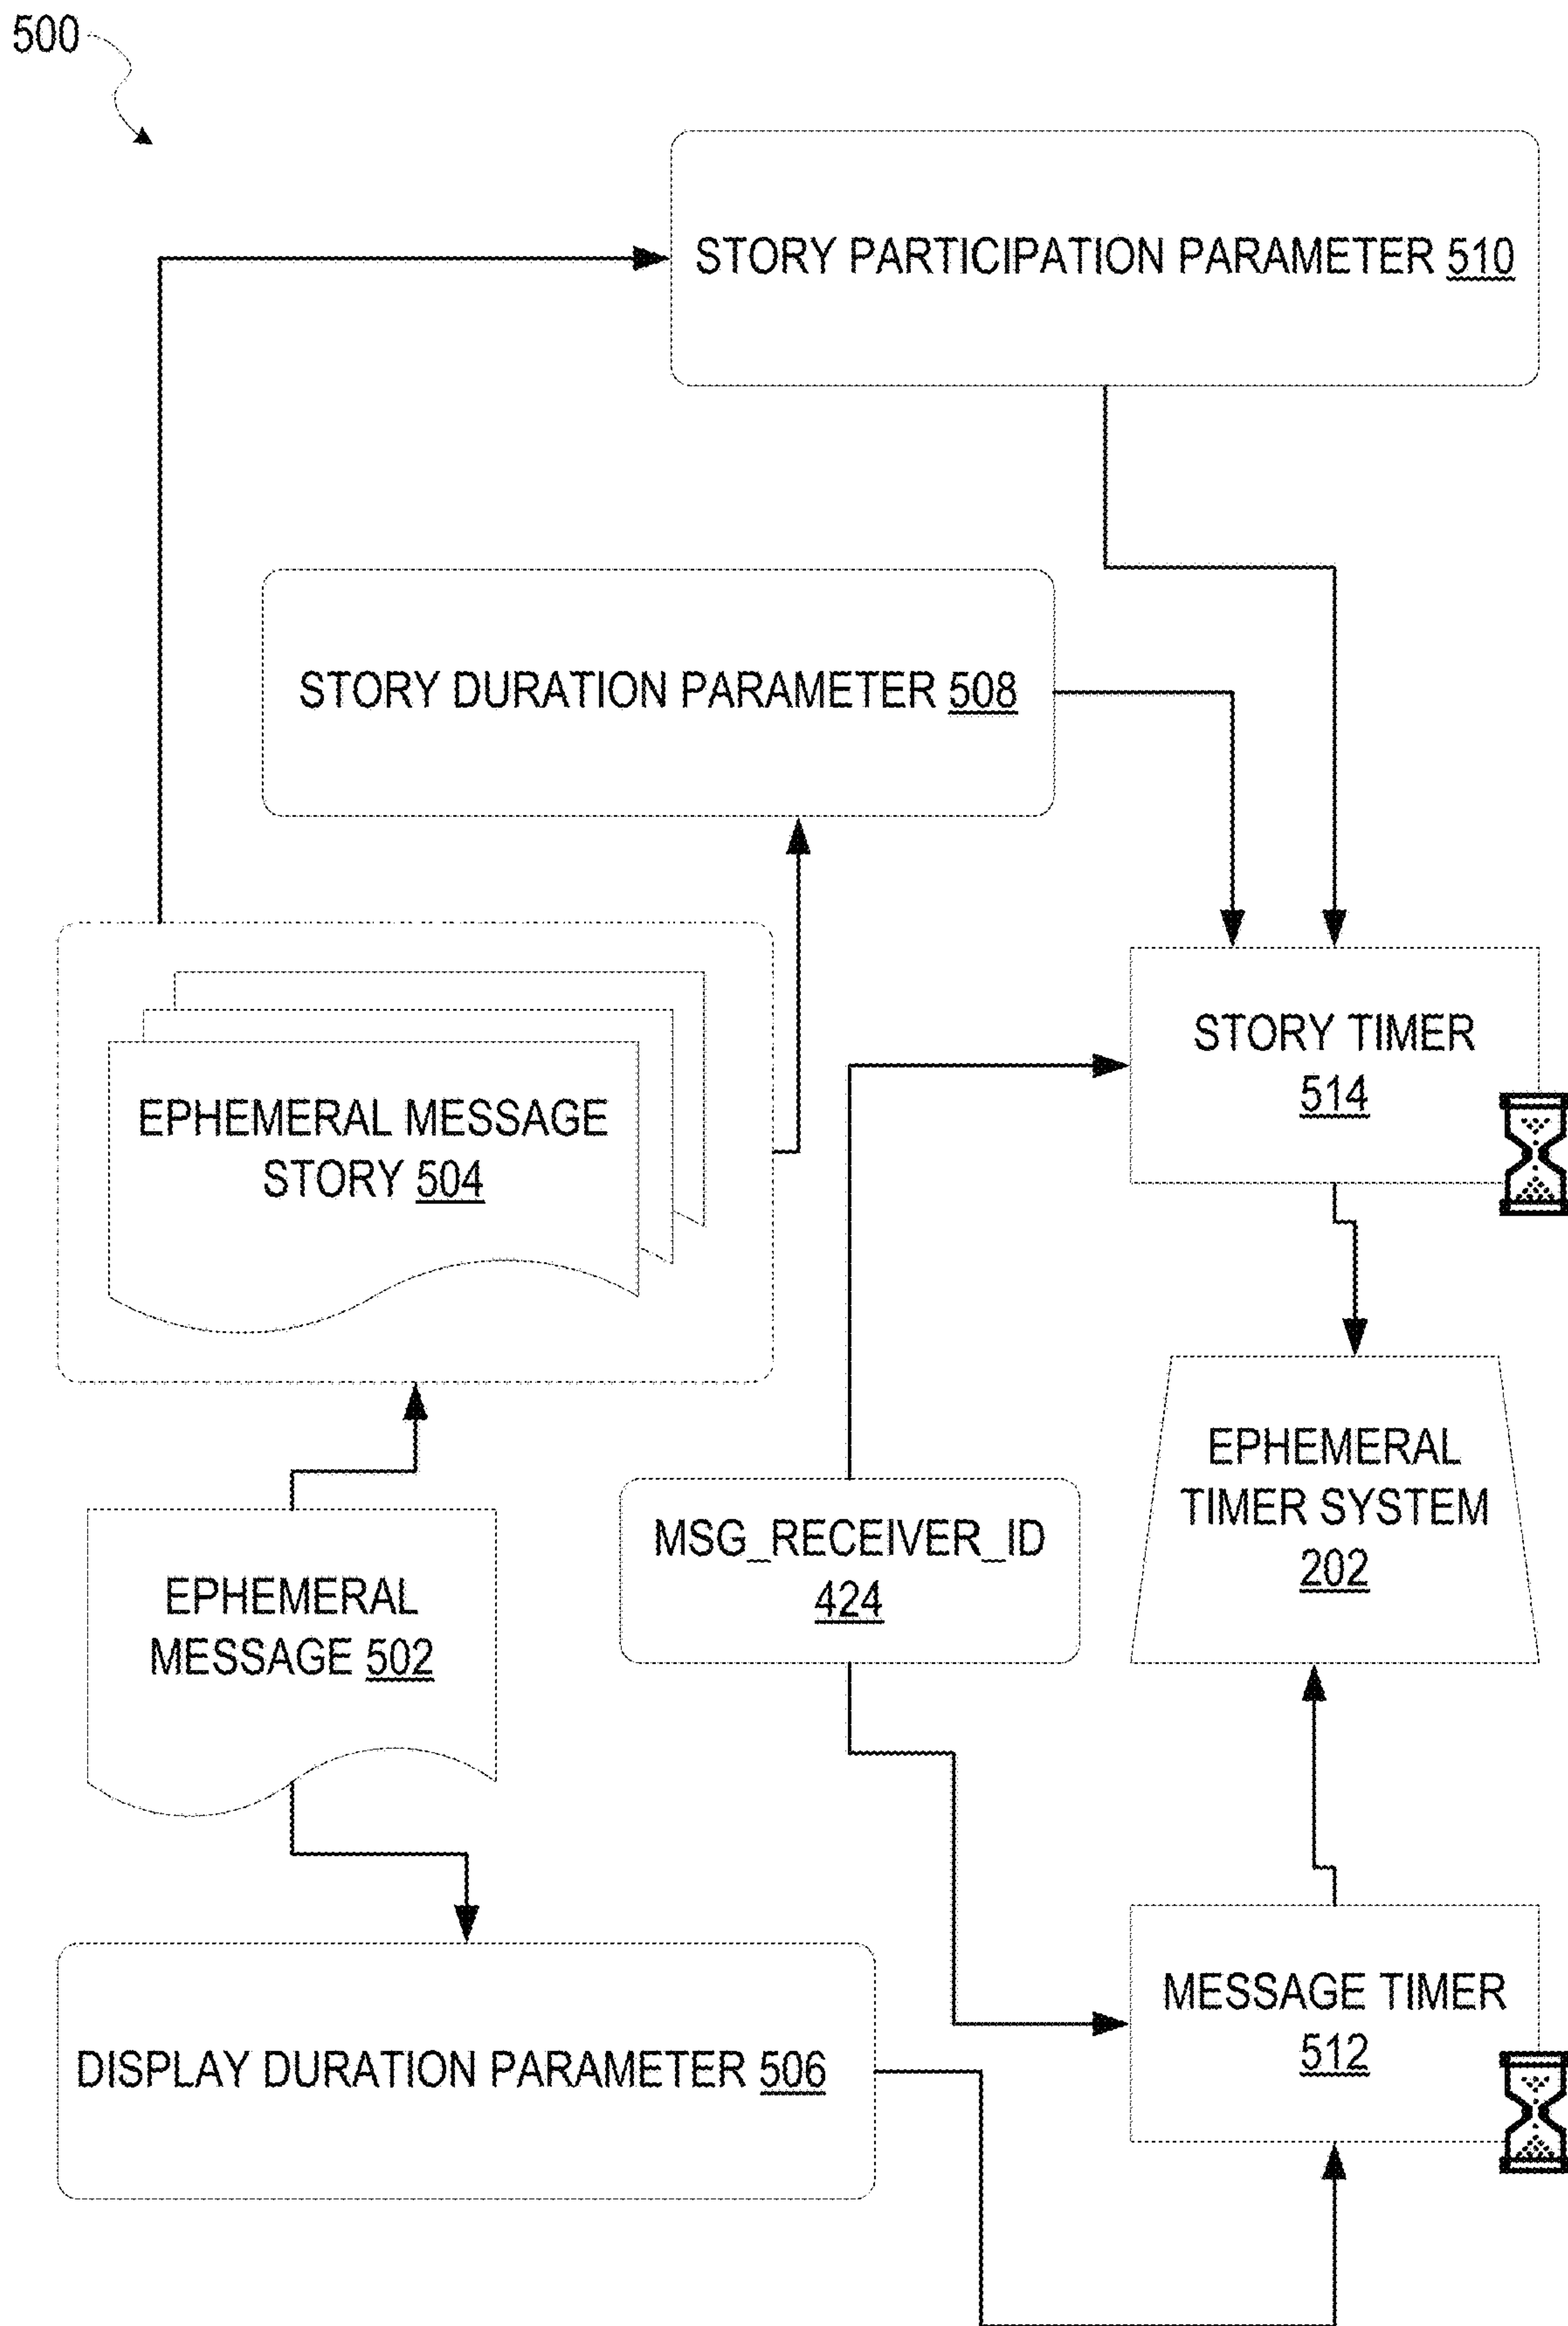 500
STORY PARTICIPATION PARAMETER 510
STORY DURATION PARAMETER 508
EPHEMERAL MESSAGE
STORY 504
STORY TIMER
514
EPHEMERAL
TIMER SYSTEM
202
MSG_RECEIVER_ID
424
EPHEMERAL
MESSAGE 502
MESSAGE TIMER
512
DISPLAY DURATION PARAMETER 506